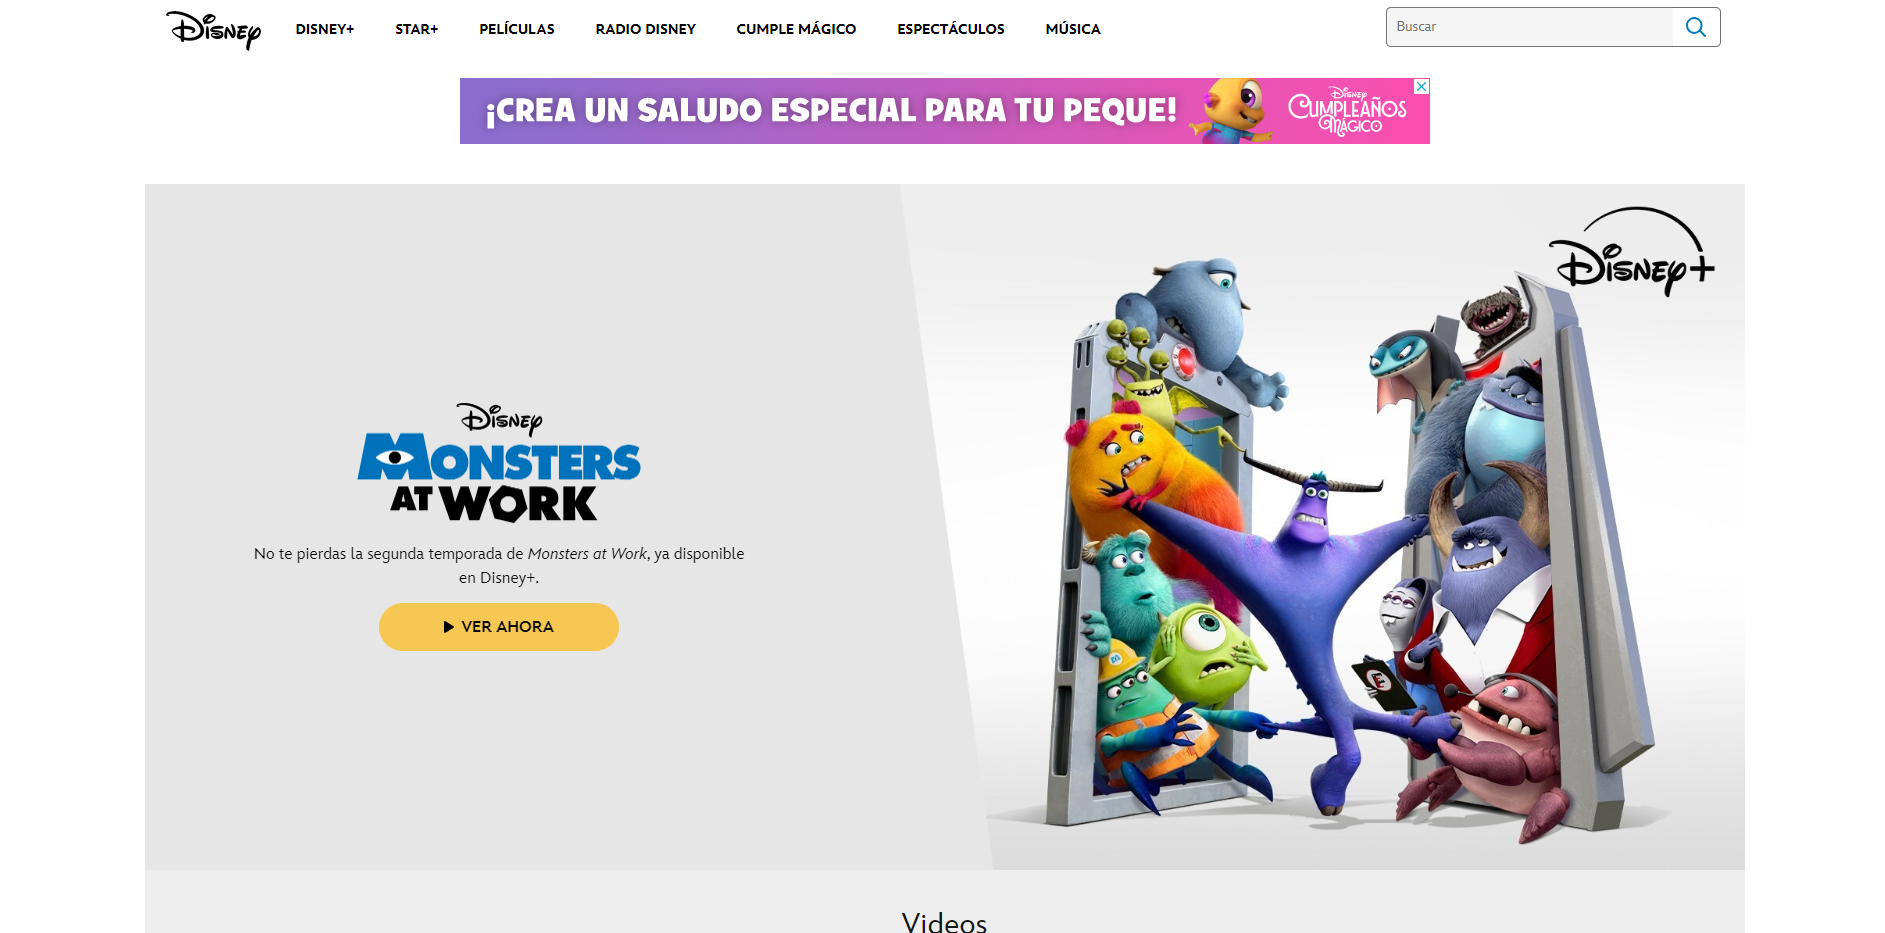 Disney
DISNEY+
STAR+
PELÍCULAS
RADIO DISNEY
CUMPLE MÁGICO
ESPECTÁCULOS
MÚSICA
Buscar
¡CREA UN SALUDO ESPECIAL PARA TU PEQUE!
Disney
CUMPLEAÑOS
MÁGICO
Disney+
Disney
MONSTERS
AT WORK
No te pierdas la segunda temporada de Monsters at Work, ya disponible
en Disney+.
VER AHORA
Videos